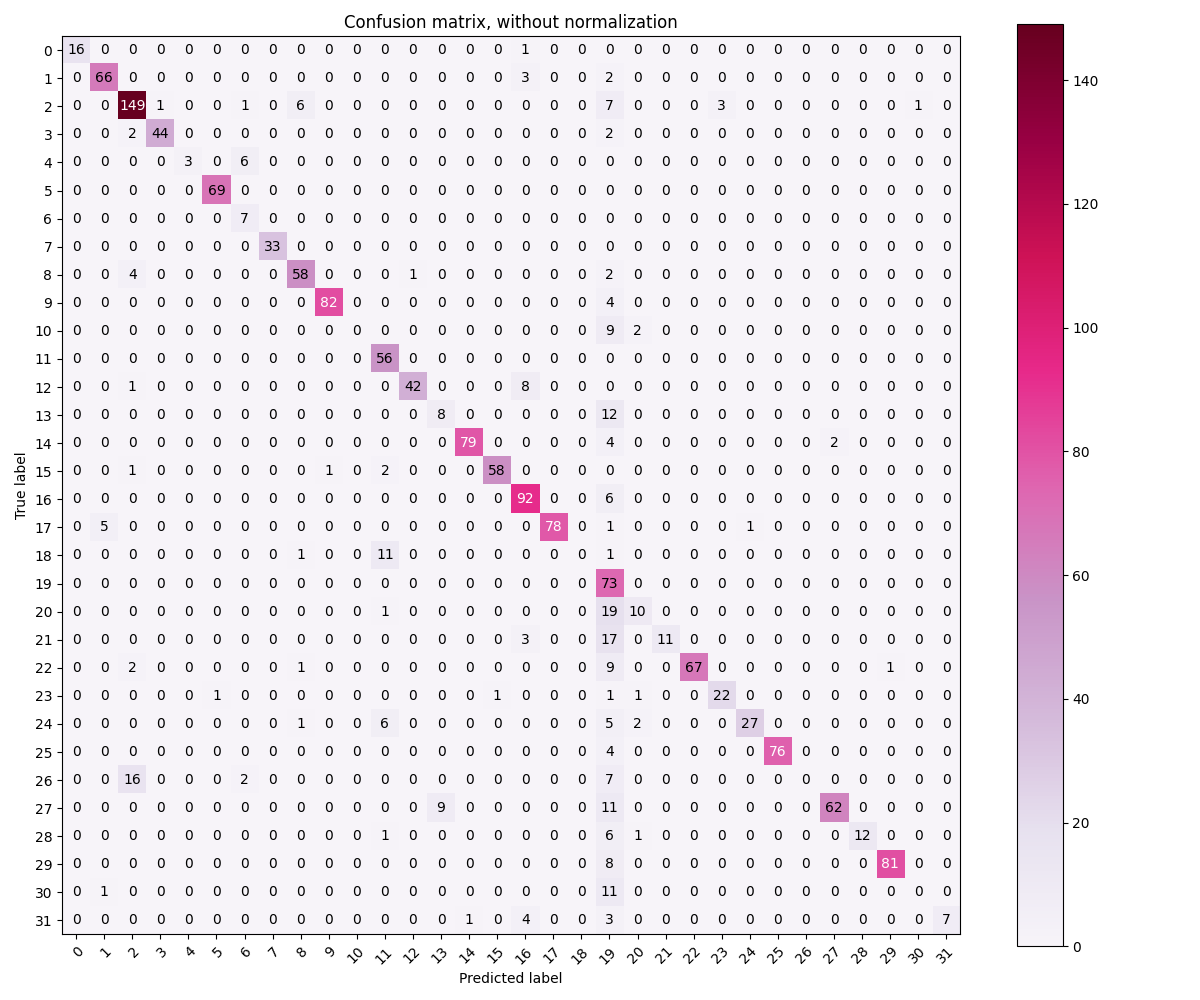 Confusion matrix, without normalization
0 16 0 0 0 0 0 0 0 0 0 0 0 0 0 0 0 1 0 0 0 0 0 0 0 0 0 0 0 0 0 0 0
1 0 66 0 0 0 0 0 0 0 0 0 0 0 0 0 0 3 0 0 2 0 0 0 0 0 0 0 0 0 0 0 0
2 0 0 149 1 0 0 1 0 6 0 0 0 0 0 0 0 0 0 0 7 0 0 0 3 0 0 0 0 0 0 1 0
3 0 0 2 44 0 0 0 0 0 0 0 0 0 0 0 0 0 0 0 2 0 0 0 0 0 0 0 0 0 0 0 0
4 0 0 0 0 3 0 6 0 0 0 0 0 0 0 0 0 0 0 0 0 0 0 0 0 0 0 0 0 0 0 0 0
5 0 0 0 0 0 69 0 0 0 0 0 0 0 0 0 0 0 0 0 0 0 0 0 0 0 0 0 0 0 0 0 0
6 0 0 0 0 0 0 7 0 0 0 0 0 0 0 0 0 0 0 0 0 0 0 0 0 0 0 0 0 0 0 0 0
7 0 0 0 0 0 0 0 33 0 0 0 0 0 0 0 0 0 0 0 0 0 0 0 0 0 0 0 0 0 0 0 0
8 0 0 4 0 0 0 0 0 58 0 0 0 1 0 0 0 0 0 0 2 0 0 0 0 0 0 0 0 0 0 0 0
9 0 0 0 0 0 0 0 0 0 82 0 0 0 0 0 0 0 0 0 4 0 0 0 0 0 0 0 0 0 0 0 0
10 0 0 0 0 0 0 0 0 0 0 0 0 0 0 0 0 0 0 0 9 2 0 0 0 0 0 0 0 0 0 0 0
11 0 0 0 0 0 0 0 0 0 0 0 56 0 0 0 0 0 0 0 0 0 0 0 0 0 0 0 0 0 0 0 0
12 0 0 1 0 0 0 0 0 0 0 0 0 42 0 0 0 8 0 0 0 0 0 0 0 0 0 0 0 0 0 0 0
13 0 0 0 0 0 0 0 0 0 0 0 0 0 8 0 0 0 0 0 12 0 0 0 0 0 0 0 0 0 0 0 0
14 0 0 0 0 0 0 0 0 0 0 0 0 0 0 79 0 0 0 0 4 0 0 0 0 0 0 0 2 0 0 0 0
15 0 0 1 0 0 0 0 0 0 1 0 2 0 0 0 58 0 0 0 0 0 0 0 0 0 0 0 0 0 0 0 0
16 0 0 0 0 0 0 0 0 0 0 0 0 0 0 0 0 92 0 0 6 0 0 0 0 0 0 0 0 0 0 0 0
17 0 5 0 0 0 0 0 0 0 0 0 0 0 0 0 0 0 78 0 1 0 0 0 0 1 0 0 0 0 0 0 0
18 0 0 0 0 0 0 0 0 1 0 0 11 0 0 0 0 0 0 0 1 0 0 0 0 0 0 0 0 0 0 0 0
19 0 0 0 0 0 0 0 0 0 0 0 0 0 0 0 0 0 0 0 73 0 0 0 0 0 0 0 0 0 0 0 0
20 0 0 0 0 0 0 0 0 0 0 0 1 0 0 0 0 0 0 0 19 10 0 0 0 0 0 0 0 0 0 0 0
21 0 0 0 0 0 0 0 0 0 0 0 0 0 0 0 0 3 0 0 17 0 11 0 0 0 0 0 0 0 0 0 0
22 0 0 2 0 0 0 0 0 1 0 0 0 0 0 0 0 0 0 0 9 0 0 67 0 0 0 0 0 0 1 0 0
23 0 0 0 0 0 1 0 0 0 0 0 0 0 0 0 1 0 0 0 1 1 0 0 22 0 0 0 0 0 0 0 0
24 0 0 0 0 0 0 0 0 1 0 0 6 0 0 0 0 0 0 0 5 2 0 0 0 27 0 0 0 0 0 0 0
25 0 0 0 0 0 0 0 0 0 0 0 0 0 0 0 0 0 0 0 4 0 0 0 0 0 76 0 0 0 0 0 0
26 0 0 16 0 0 0 2 0 0 0 0 0 0 0 0 0 0 0 0 7 0 0 0 0 0 0 0 0 0 0 0 0
27 0 0 0 0 0 0 0 0 0 0 0 0 0 9 0 0 0 0 0 11 0 0 0 0 0 0 0 62 0 0 0 0
28 0 0 0 0 0 0 0 0 0 0 0 1 0 0 0 0 0 0 0 6 1 0 0 0 0 0 0 0 12 0 0 0
29 0 0 0 0 0 0 0 0 0 0 0 0 0 0 0 0 0 0 0 8 0 0 0 0 0 0 0 0 0 81 0 0
30 0 1 0 0 0 0 0 0 0 0 0 0 0 0 0 0 0 0 0 11 0 0 0 0 0 0 0 0 0 0 0 0
31 0 0 0 0 0 0 0 0 0 0 0 0 0 0 1 0 4 0 0 3 0 0 0 0 0 0 0 0 0 0 0 7
0 1 2 3 4 5 6 7 8 9 10 11 12 13 14 15 16 17 18 19 20 21 22 23 24 25 26 27 28 29 30 31
Predicted label
True label
140
120
100
80
60
40
20
0